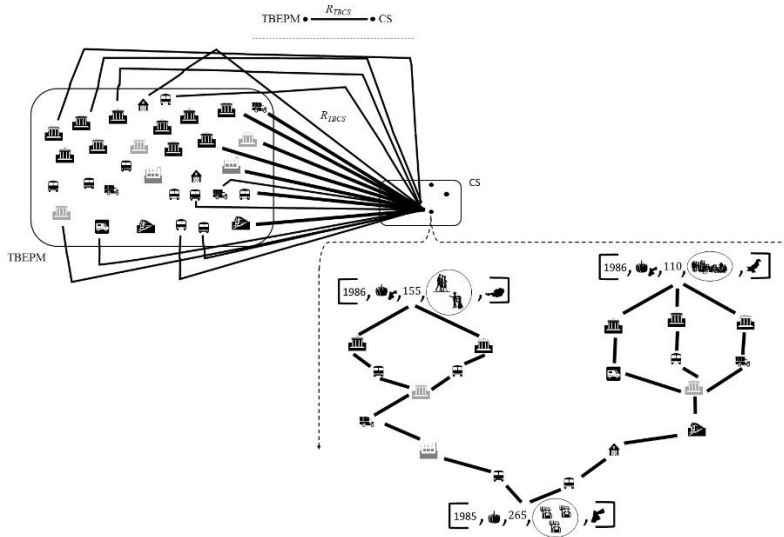 TBEPM R_TBCS CS
R_TBCS
CS
TBEPM
[1986, , 155, , ]
[1986, , 110, , ]
[1985, , 265, , ]